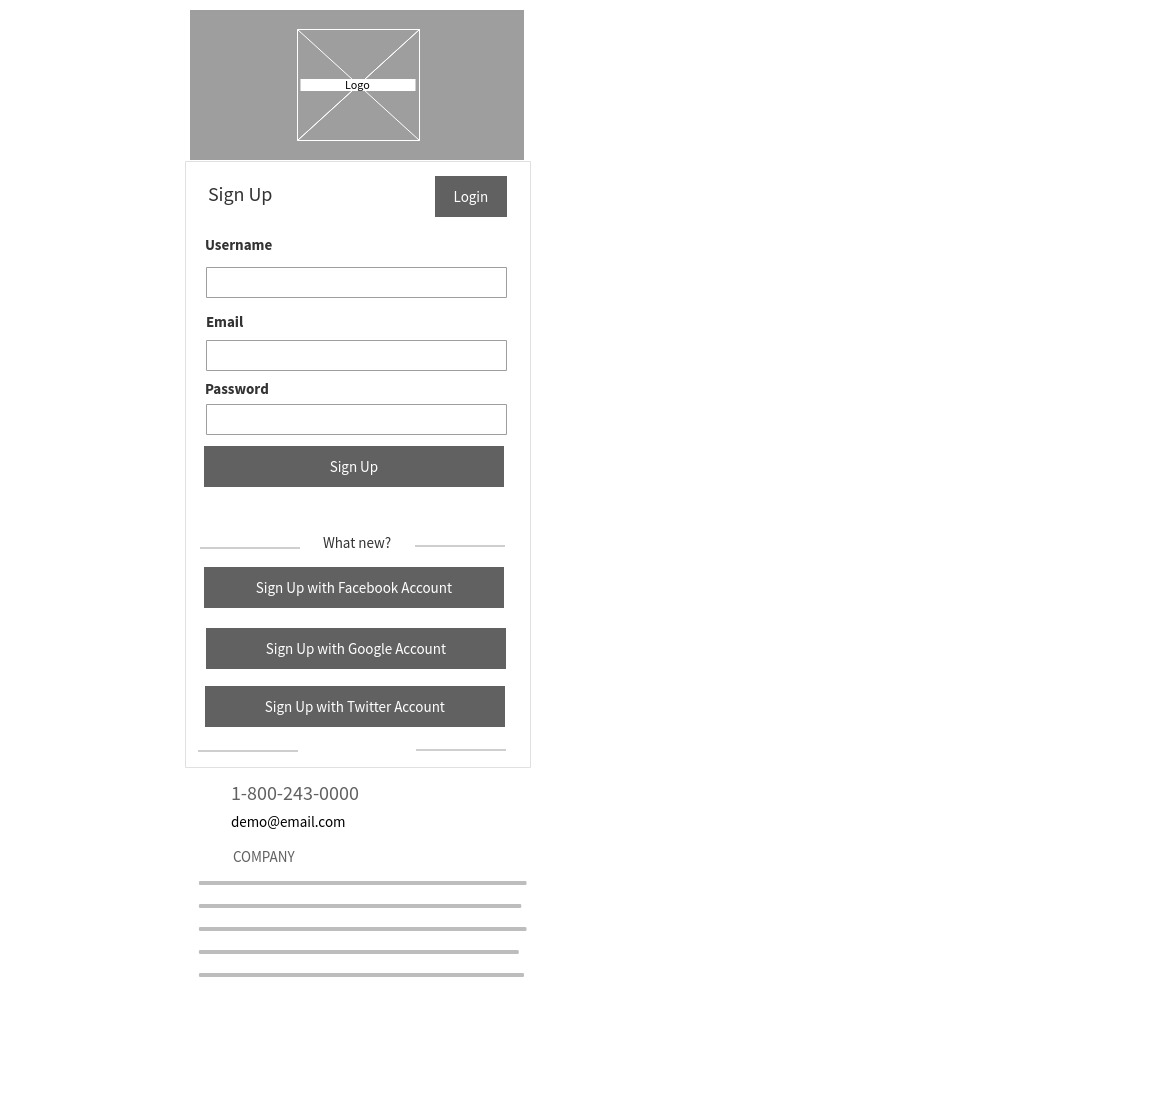 Logo
Sign Up
Login
Username
Email
Password
Sign Up
What new?
Sign Up with Facebook Account
Sign Up with Google Account
Sign Up with Twitter Account
1-800-243-0000
demo@email.com
COMPANY